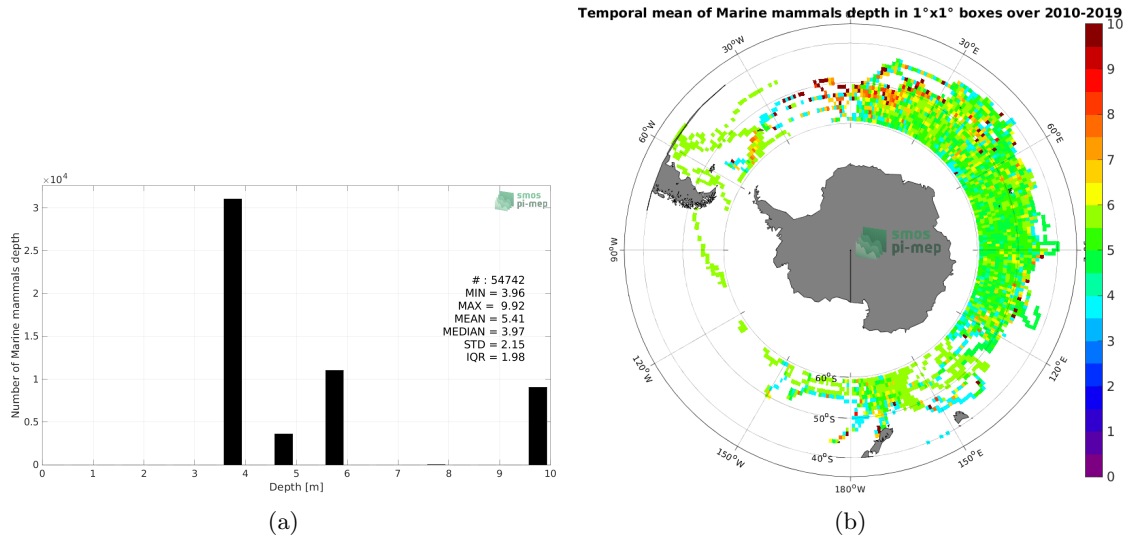 ×10⁴
3
2.5
2
1.5
1
0.5
0
Number of Marine mammals depth
smos
pi-mep
# : 54742
MIN = 3.96
MAX = 9.92
MEAN = 5.41
MEDIAN = 3.97
STD = 2.15
IQR = 1.98
0 1 2 3 4 5 6 7 8 9 10
Depth [m]
(a)
Temporal mean of Marine mammals depth in 1°x1° boxes over 2010-2019
0°
30°W
30°E
60°W
60°E
90°W
120°W
120°E
150°W
150°E
180°W
60°S
50°S
40°S
smos
pi-mep
10
9
8
7
6
5
4
3
2
1
0
(b)